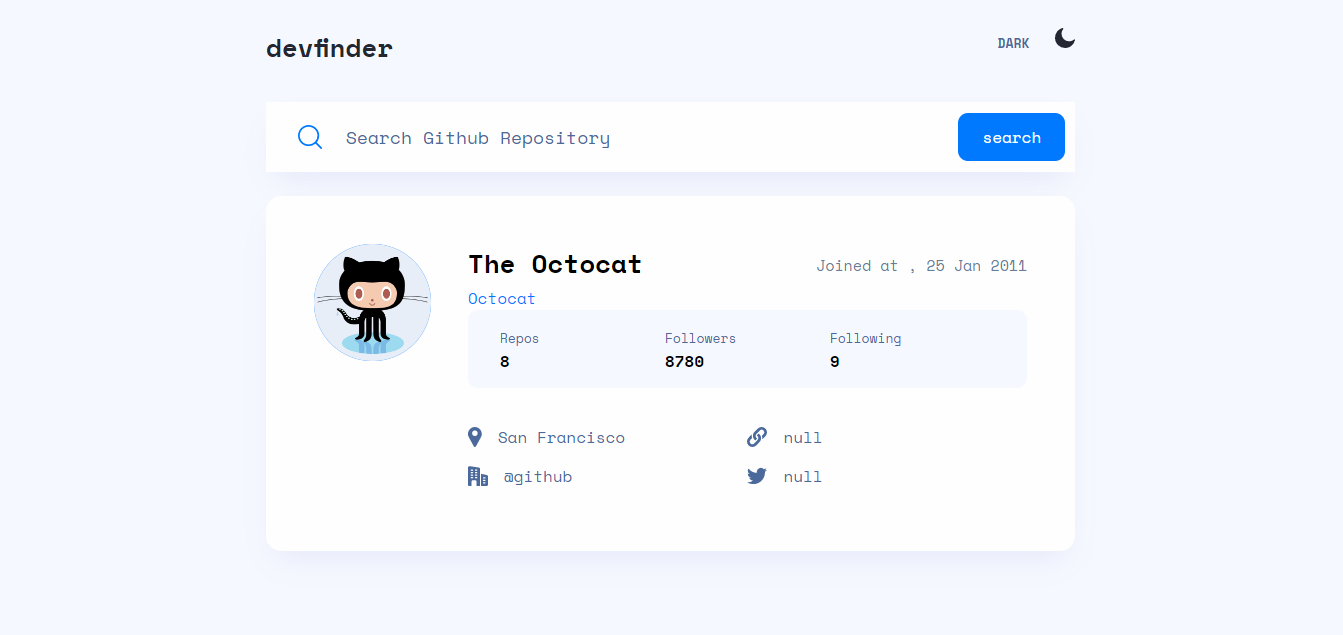 devfinder
DARK
Search Github Repository
search
The Octocat
Joined at , 25 Jan 2011
Octocat
Repos Followers Following
8 8780 9
San Francisco null
@github null